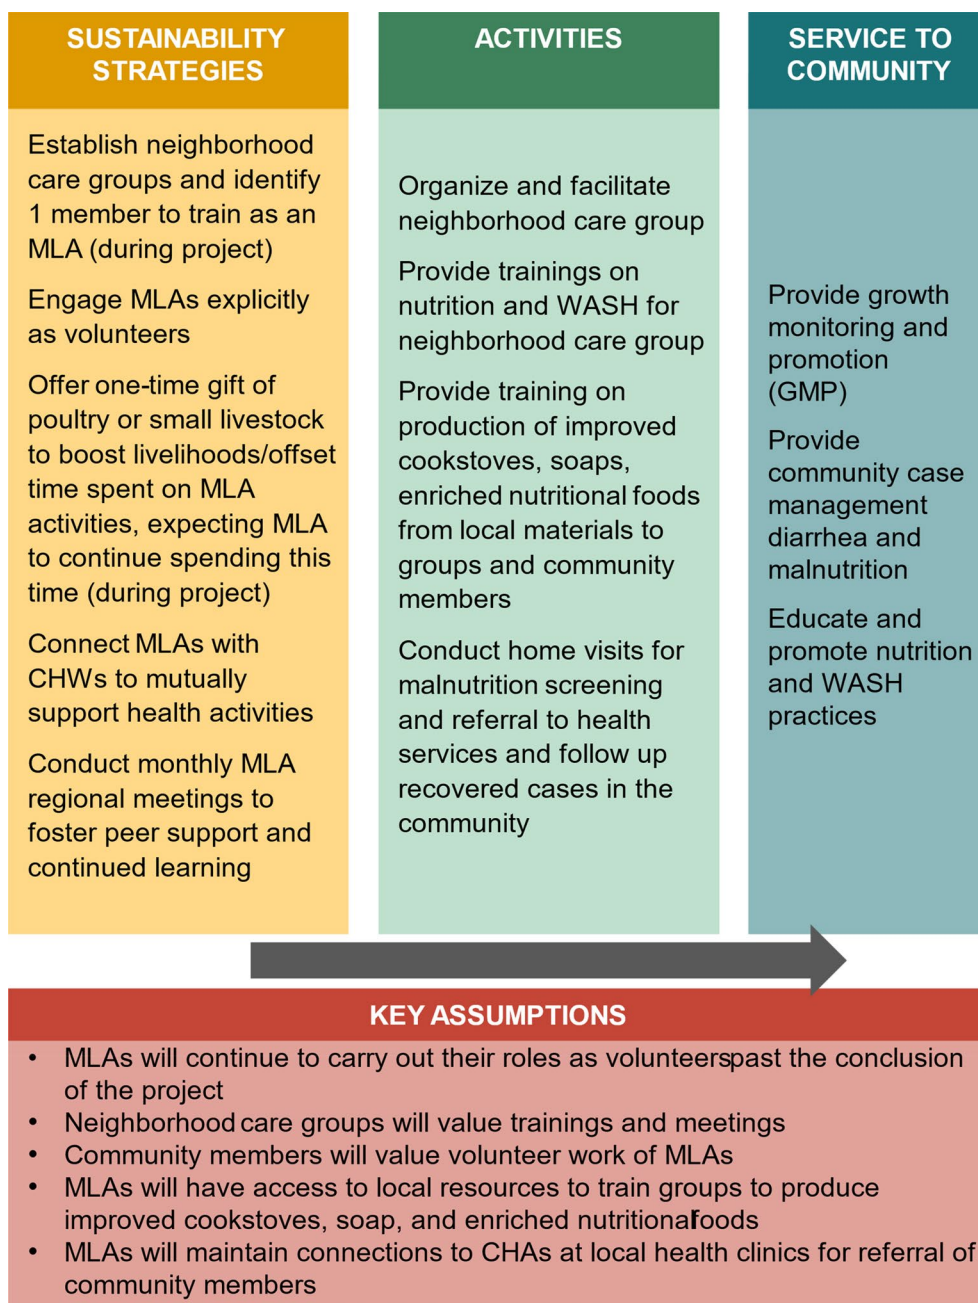 SUSTAINABILITY
STRATEGIES
Establish neighborhood
care groups and identify
1 member to train as an
MLA (during project)
Engage MLAs explicitly
as volunteers
Offer one-time gift of
poultry or small livestock
to boost livelihoods/offset
time spent on MLA
activities, expecting MLA
to continue spending this
time (during project)
Connect MLAs with
CHWs to mutually
support health activities
Conduct monthly MLA
regional meetings to
foster peer support and
continued learning
ACTIVITIES
Organize and facilitate
neighborhood care group
Provide trainings on
nutrition and WASH for
neighborhood care group
Provide training on
production of improved
cookstoves, soaps,
enriched nutritional foods
from local materials to
groups and community
members
Conduct home visits for
malnutrition screening
and referral to health
services and follow up
recovered cases in the
community
SERVICE TO
COMMUNITY
Provide growth
monitoring and
promotion
(GMP)
Provide
community case
management
diarrhea and
malnutrition
Educate and
promote nutrition
and WASH
practices
KEY ASSUMPTIONS
• MLAs will continue to carry out their roles as volunteerspast the conclusion
of the project
• Neighborhood care groups will value trainings and meetings
• Community members will value volunteer work of MLAs
• MLAs will have access to local resources to train groups to produce
improved cookstoves, soap, and enriched nutritionalfoods
• MLAs will maintain connections to CHAs at local health clinics for referral of
community members